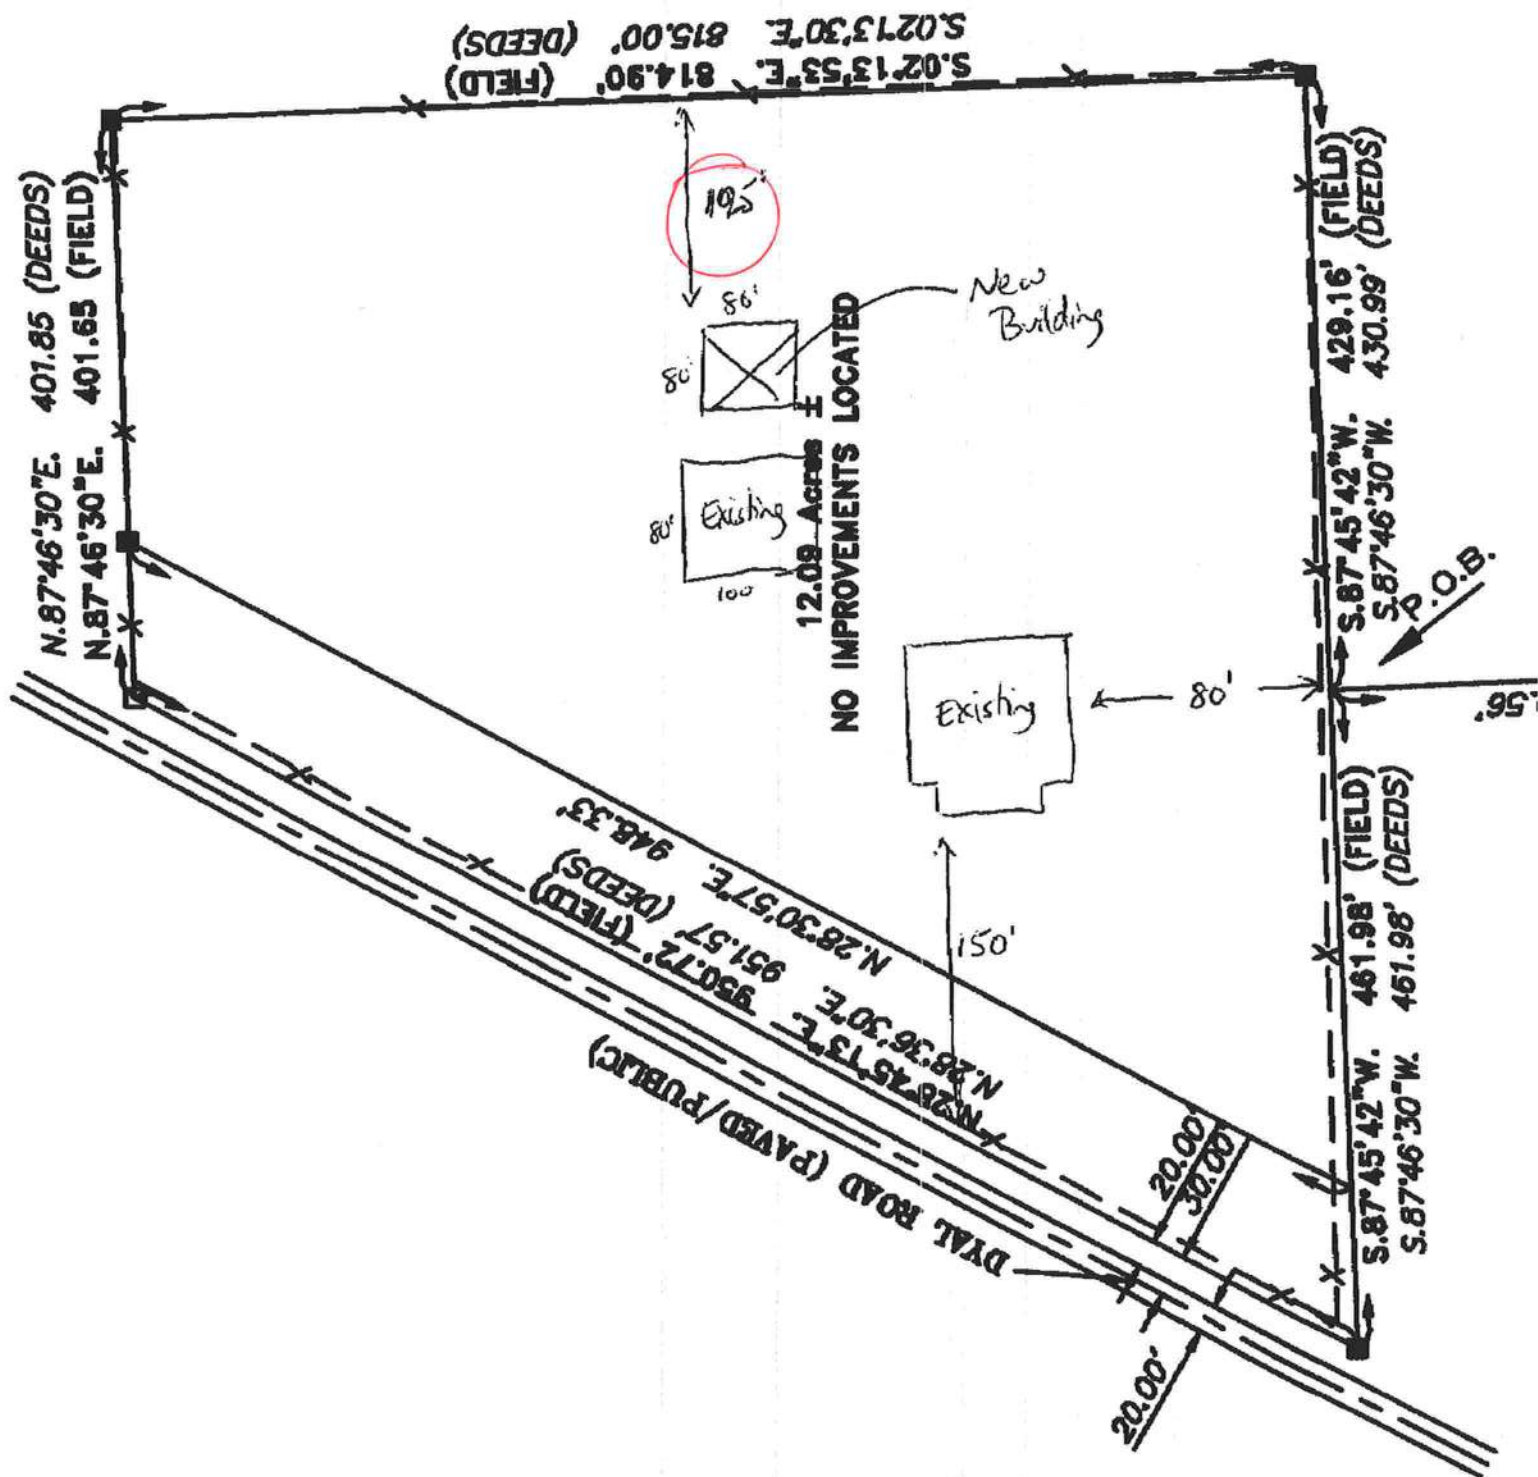 S.02°13'30"E. 815.00' (DEEDS)
S.02°13'53"E. 814.90' (FIELD)
N.87°46'30"E. 401.85 (DEEDS)
N.87°46'30"E. 401.65 (FIELD)
80'
New
Building
80'
Existing
80'
100
12.09 Acres ±
NO IMPROVEMENTS LOCATED
Existing
80'
S.87°45'42"W. 429.16' (FIELD)
S.87°46'30"W. 430.99' (DEEDS)
P.O.B.
.56'
S.87°45'42"W. 461.98' (FIELD)
S.87°46'30"W. 461.98' (DEEDS)
150'
N.28°30'57"E. 948.33'
N.28°36'30"E. 951.57' (DEEDS)
N.28°45'13"E. 950.72' (FIELD)
DYAL ROAD (PAVED/PUBLIC)
20.00'
30.00'
20.00'